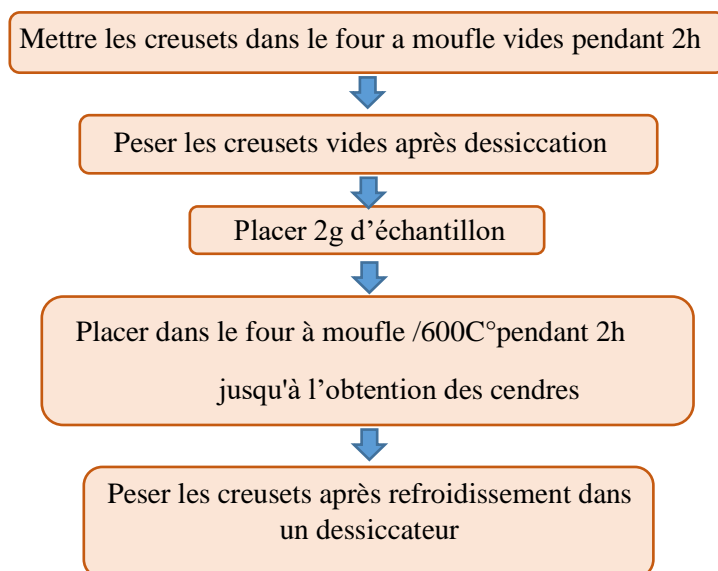 Mettre les creusets dans le four a moufle vides pendant 2h
Peser les creusets vides après dessiccation
Placer 2g d’échantillon
Placer dans le four à moufle /600C°pendant 2h
jusqu'à l’obtention des cendres
Peser les creusets après refroidissement dans
un dessiccateur